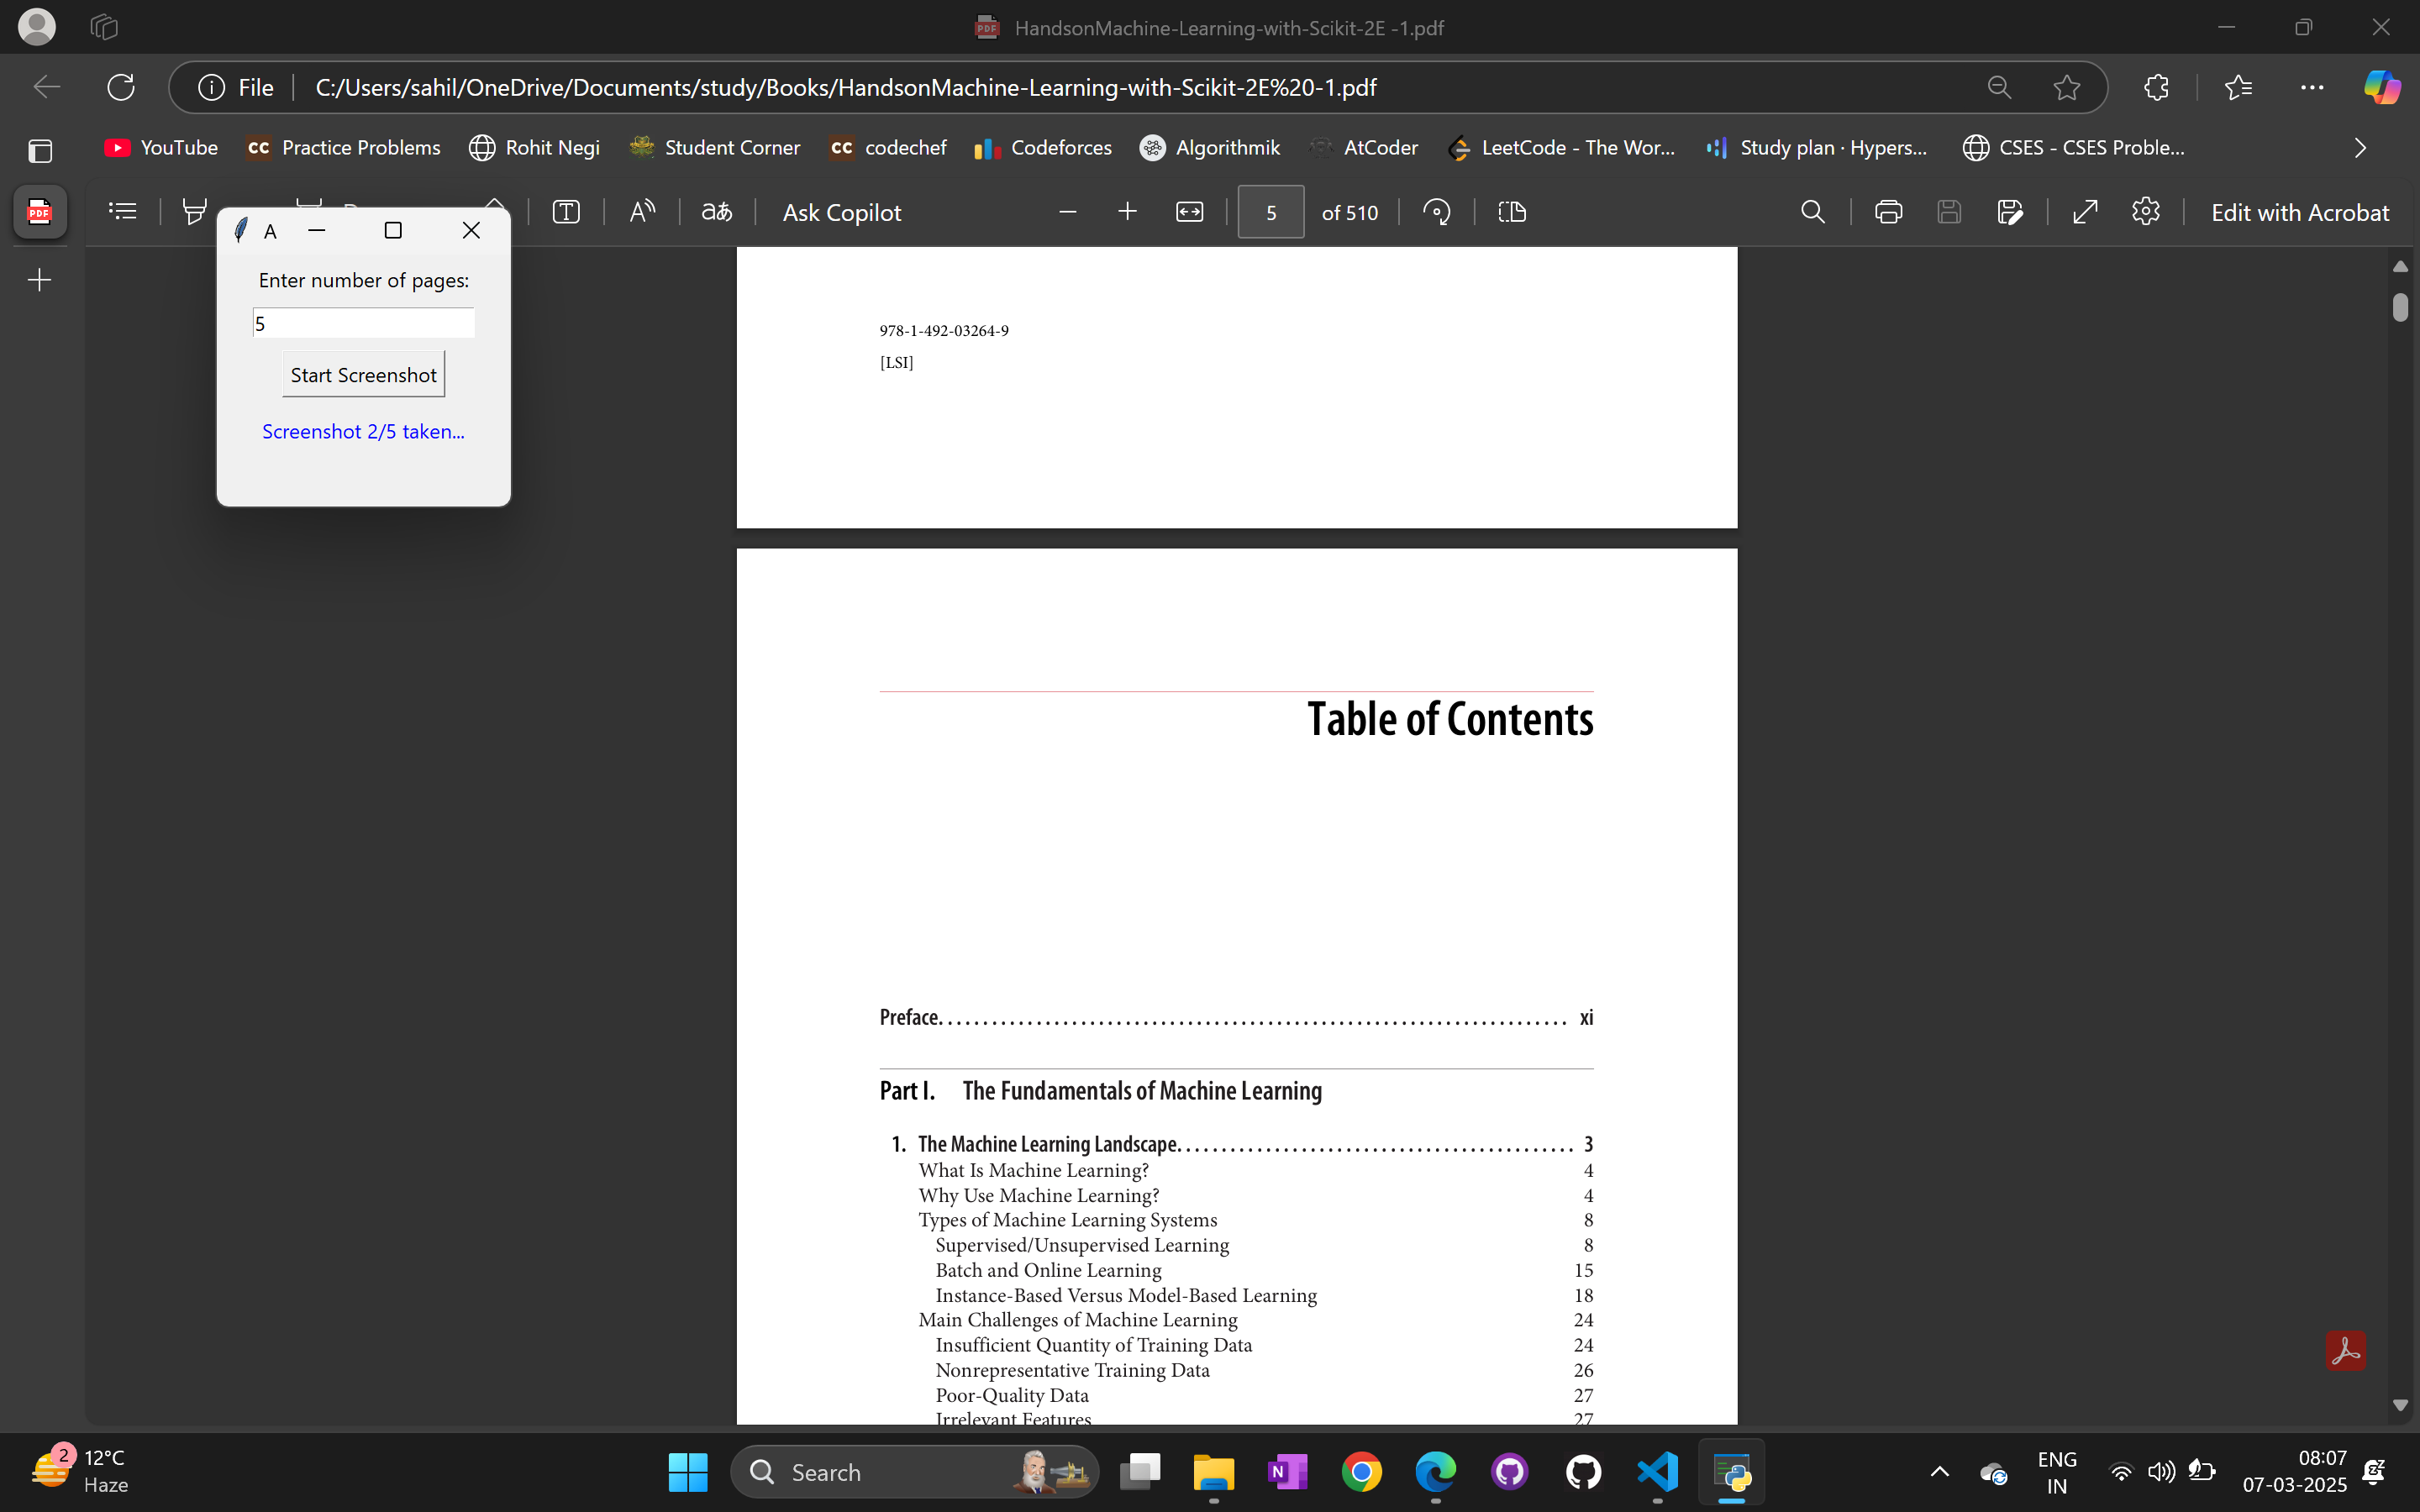 HandsonMachine-Learning-with-Scikit-2E -1.pdf
File
C:/Users/sahil/OneDrive/Documents/study/Books/HandsonMachine-Learning-with-Scikit-2E%20-1.pdf
YouTube
CC Practice Problems
Rohit Negi
Student Corner
CC codechef
Codeforces
Algorithmik
AtCoder
LeetCode - The Wor...
Study plan · Hypers...
CSES - CSES Proble...
PDF
Ask Copilot
5 of 510
Edit with Acrobat
A
Enter number of pages:
5
Start Screenshot
Screenshot 2/5 taken...
978-1-492-03264-9
[LSI]
Table of Contents
Preface. . . . . . . . . . . . . . . . . . . . . . . . . . . . . . . . . . . . . . . . xi
Part I. The Fundamentals of Machine Learning
1. The Machine Learning Landscape. . . . . . . . . . . . . . . . . . . . . . . . . . . . 3
What Is Machine Learning? 4
Why Use Machine Learning? 4
Types of Machine Learning Systems 8
Supervised/Unsupervised Learning 8
Batch and Online Learning 15
Instance-Based Versus Model-Based Learning 18
Main Challenges of Machine Learning 24
Insufficient Quantity of Training Data 24
Nonrepresentative Training Data 26
Poor-Quality Data 27
Irrelevant Features 27
2
12°C
Haze
Search
ENG
IN
08:07
07-03-2025